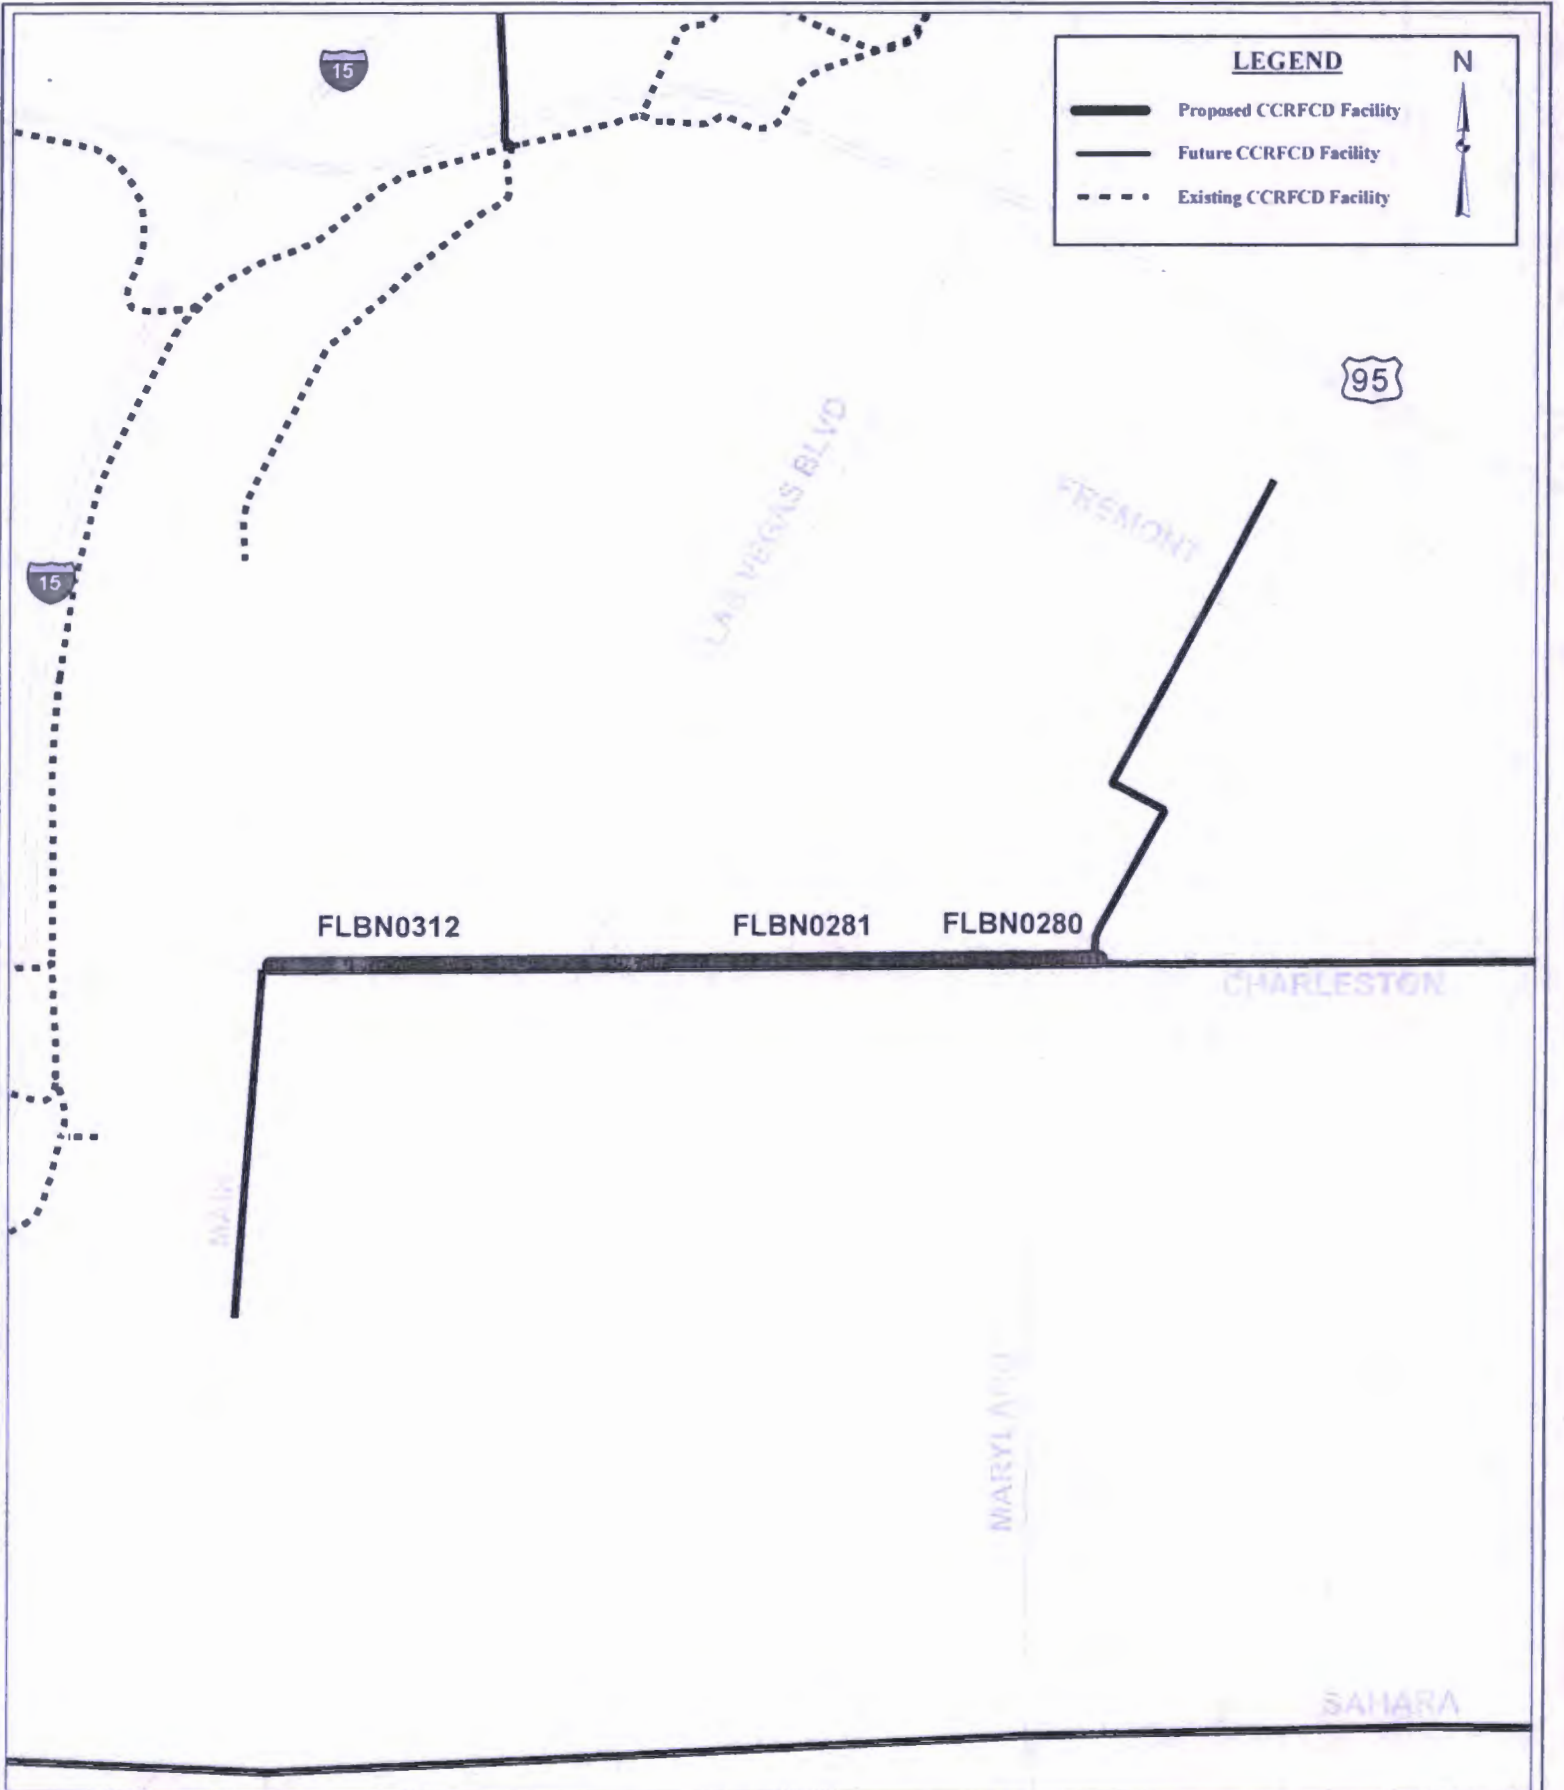 15
LEGEND
N
Proposed CCRFCD Facility
Future CCRFCD Facility
Existing CCRFCD Facility
95
LAS VEGAS BLVD
FREMONT
15
FLBN0312
FLBN0281
FLBN0280
CHARLESTON
MAIN
MARYLAND
SAHARA